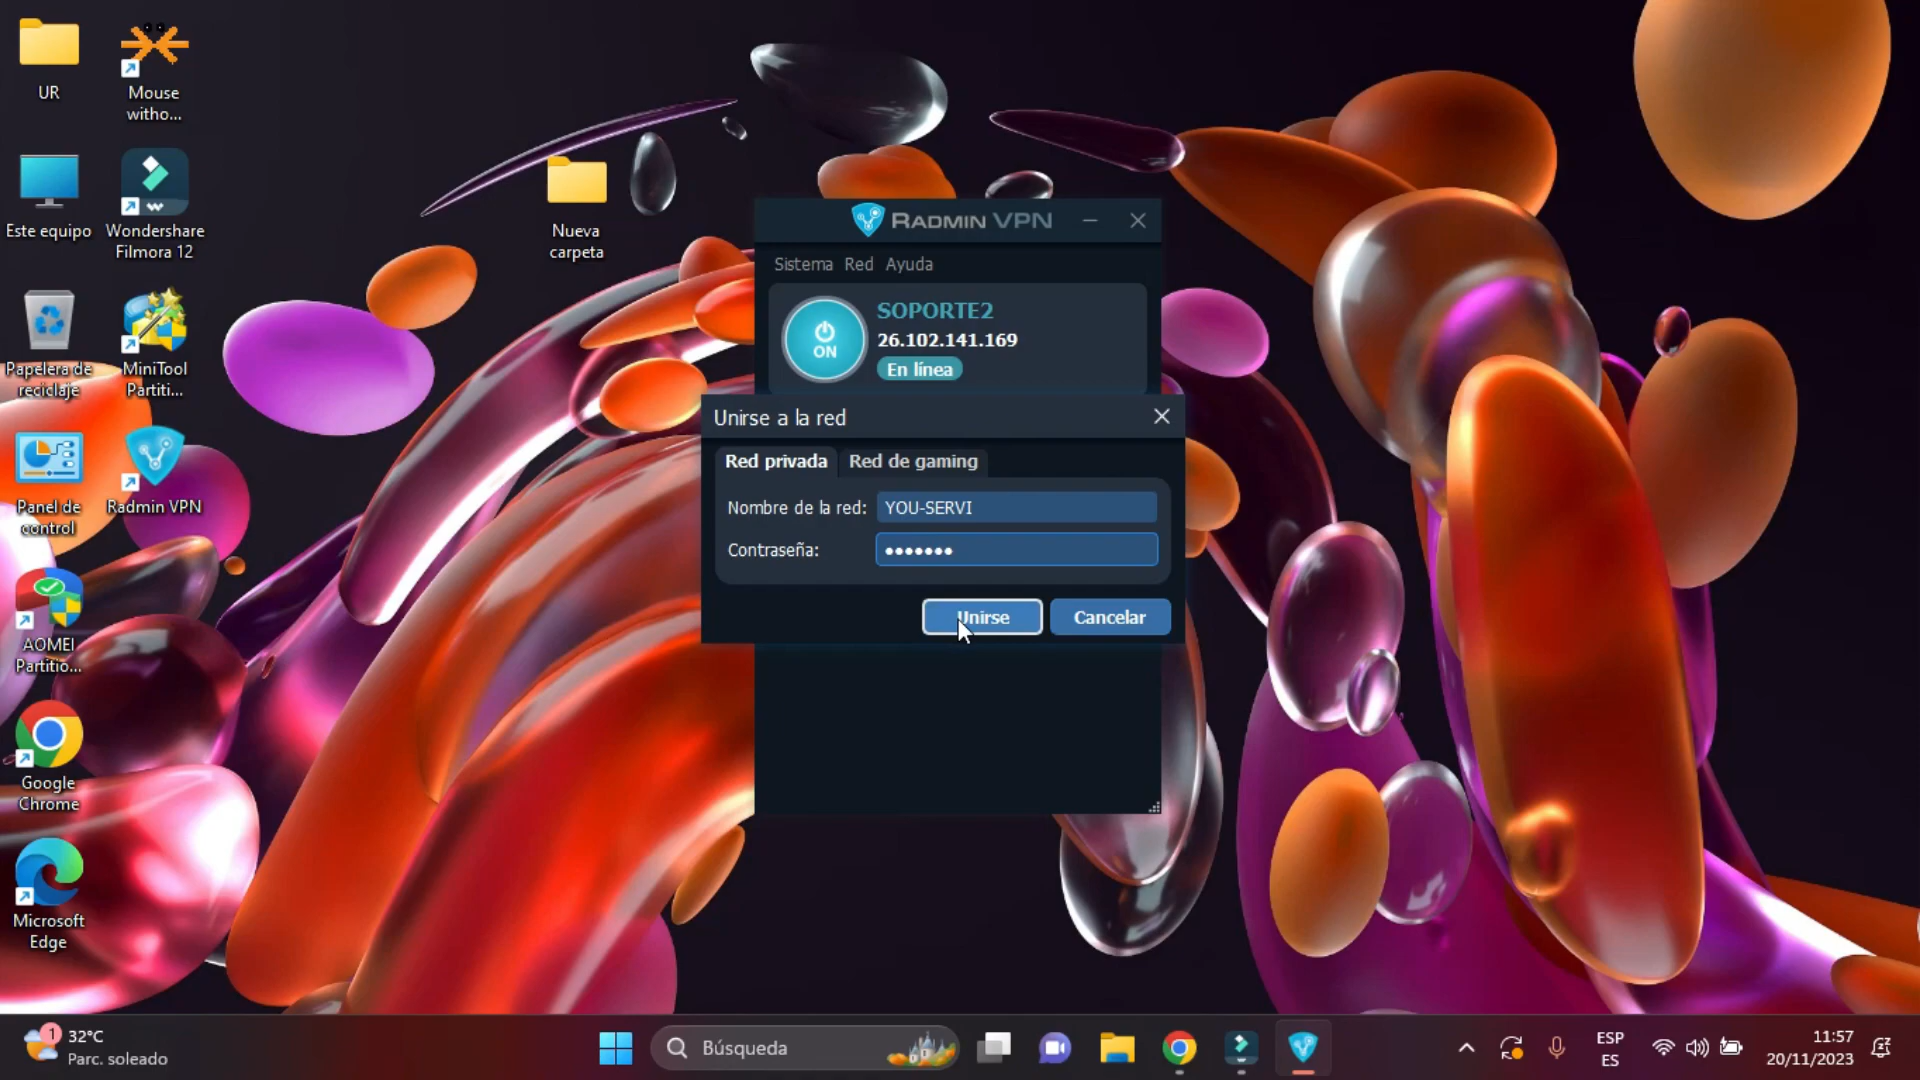 UR
Mouse
witho...
Este equipo
Wondershare
Filmora 12
Papelera de
reciclaje
MiniTool
Partiti...
Panel de
control
Radmin VPN
AOMEI
Partitio...
Google
Chrome
Microsoft
Edge
Nueva
carpeta
RADMIN VPN
Sistema Red Ayuda
ON
SOPORTE2
26.102.141.169
En línea
Unirse a la red
Red privada Red de gaming
Nombre de la red: YOU-SERVI
Contraseña: •••••••
Unirse Cancelar
1
32°C
Parc. soleado
Búsqueda
ESP
ES
11:57
20/11/2023